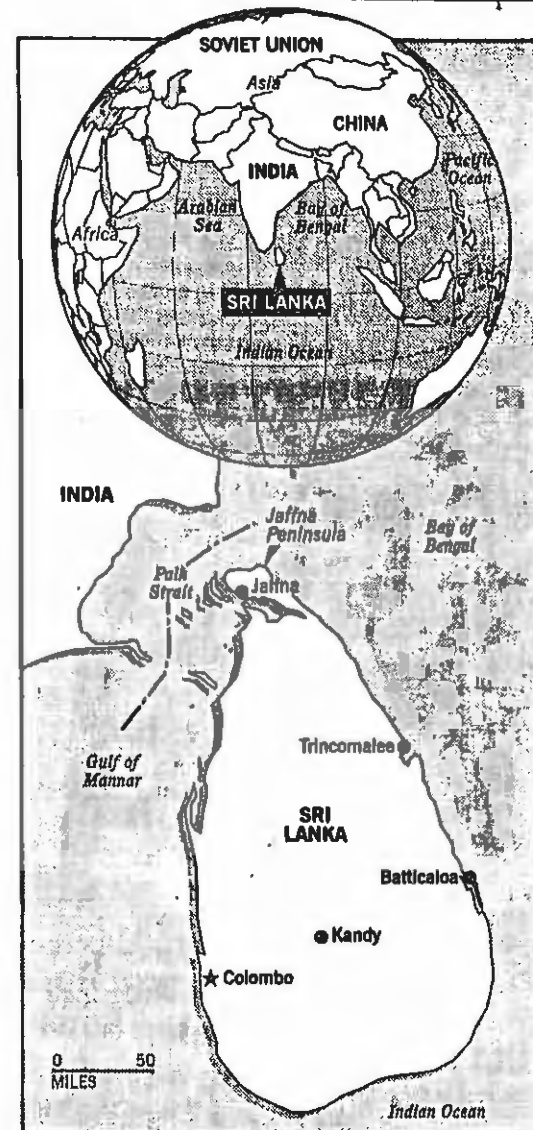 SOVIET UNION
Asia
CHINA
INDIA
Pacific
Ocean
Arabian
Sea
Bay of
Bengal
Africa
SRI LANKA
Indian Ocean
INDIA
Jaffna
Peninsula
Bay of
Bengal
Palk
Strait
Jaffna
Gulf of
Mannar
Trincomalee
SRI
LANKA
Batticaloa
Kandy
Colombo
0 50
MILES
Indian Ocean